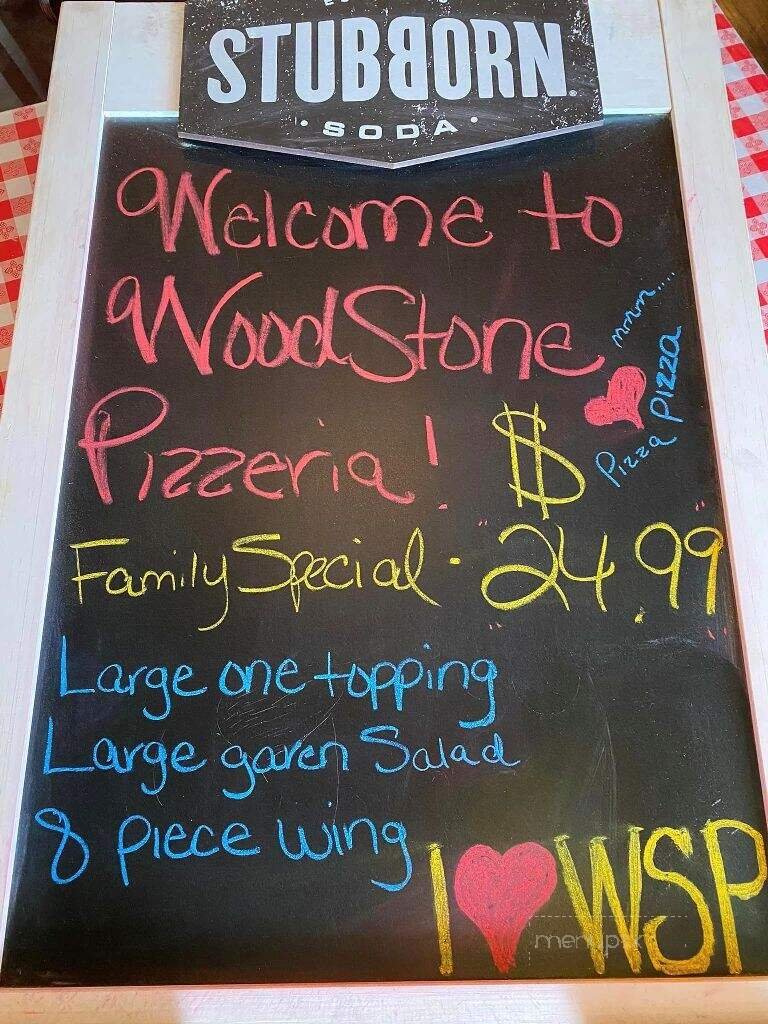 STUBBORN®
• SODA •
Welcome to
WoodStone
mmm....
Pizza Pizza
Pizzeria!
$
Family Special - 24.99
Large one topping
Large garen Salad
8 piece wing
I ♥ WSP